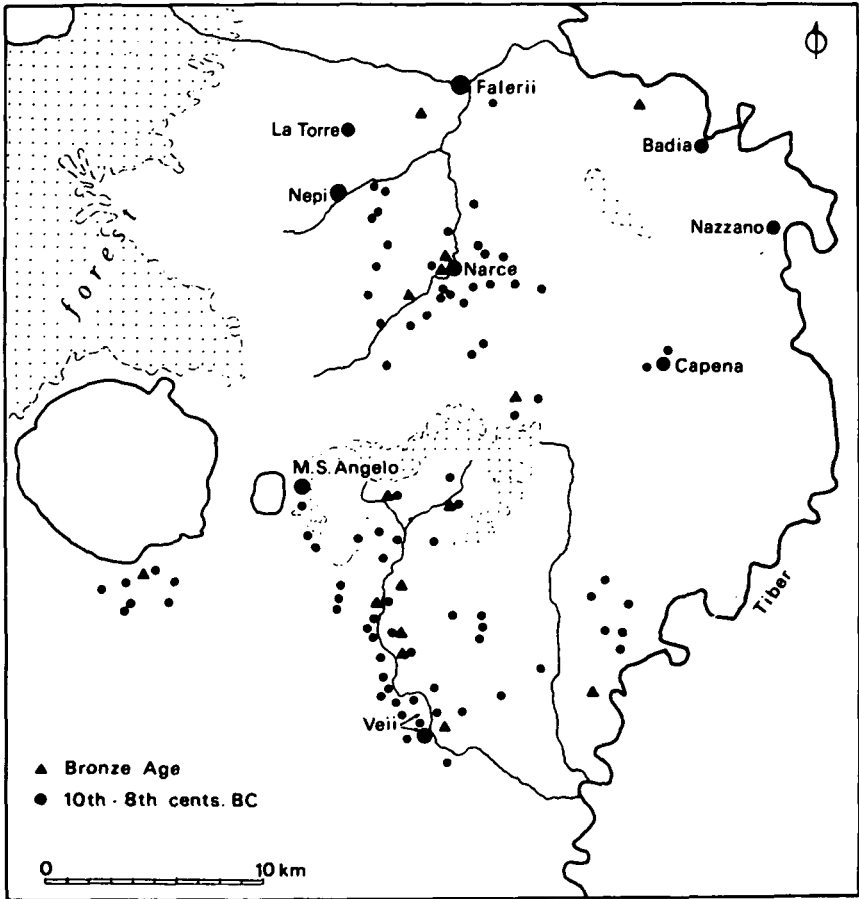 Falerii
La Torre
Badia
Nepi
Nazzano
forest
Narce
Capena
M.S. Angelo
Tiber
Veii
Bronze Age
10th - 8th cents. BC
0 10 km